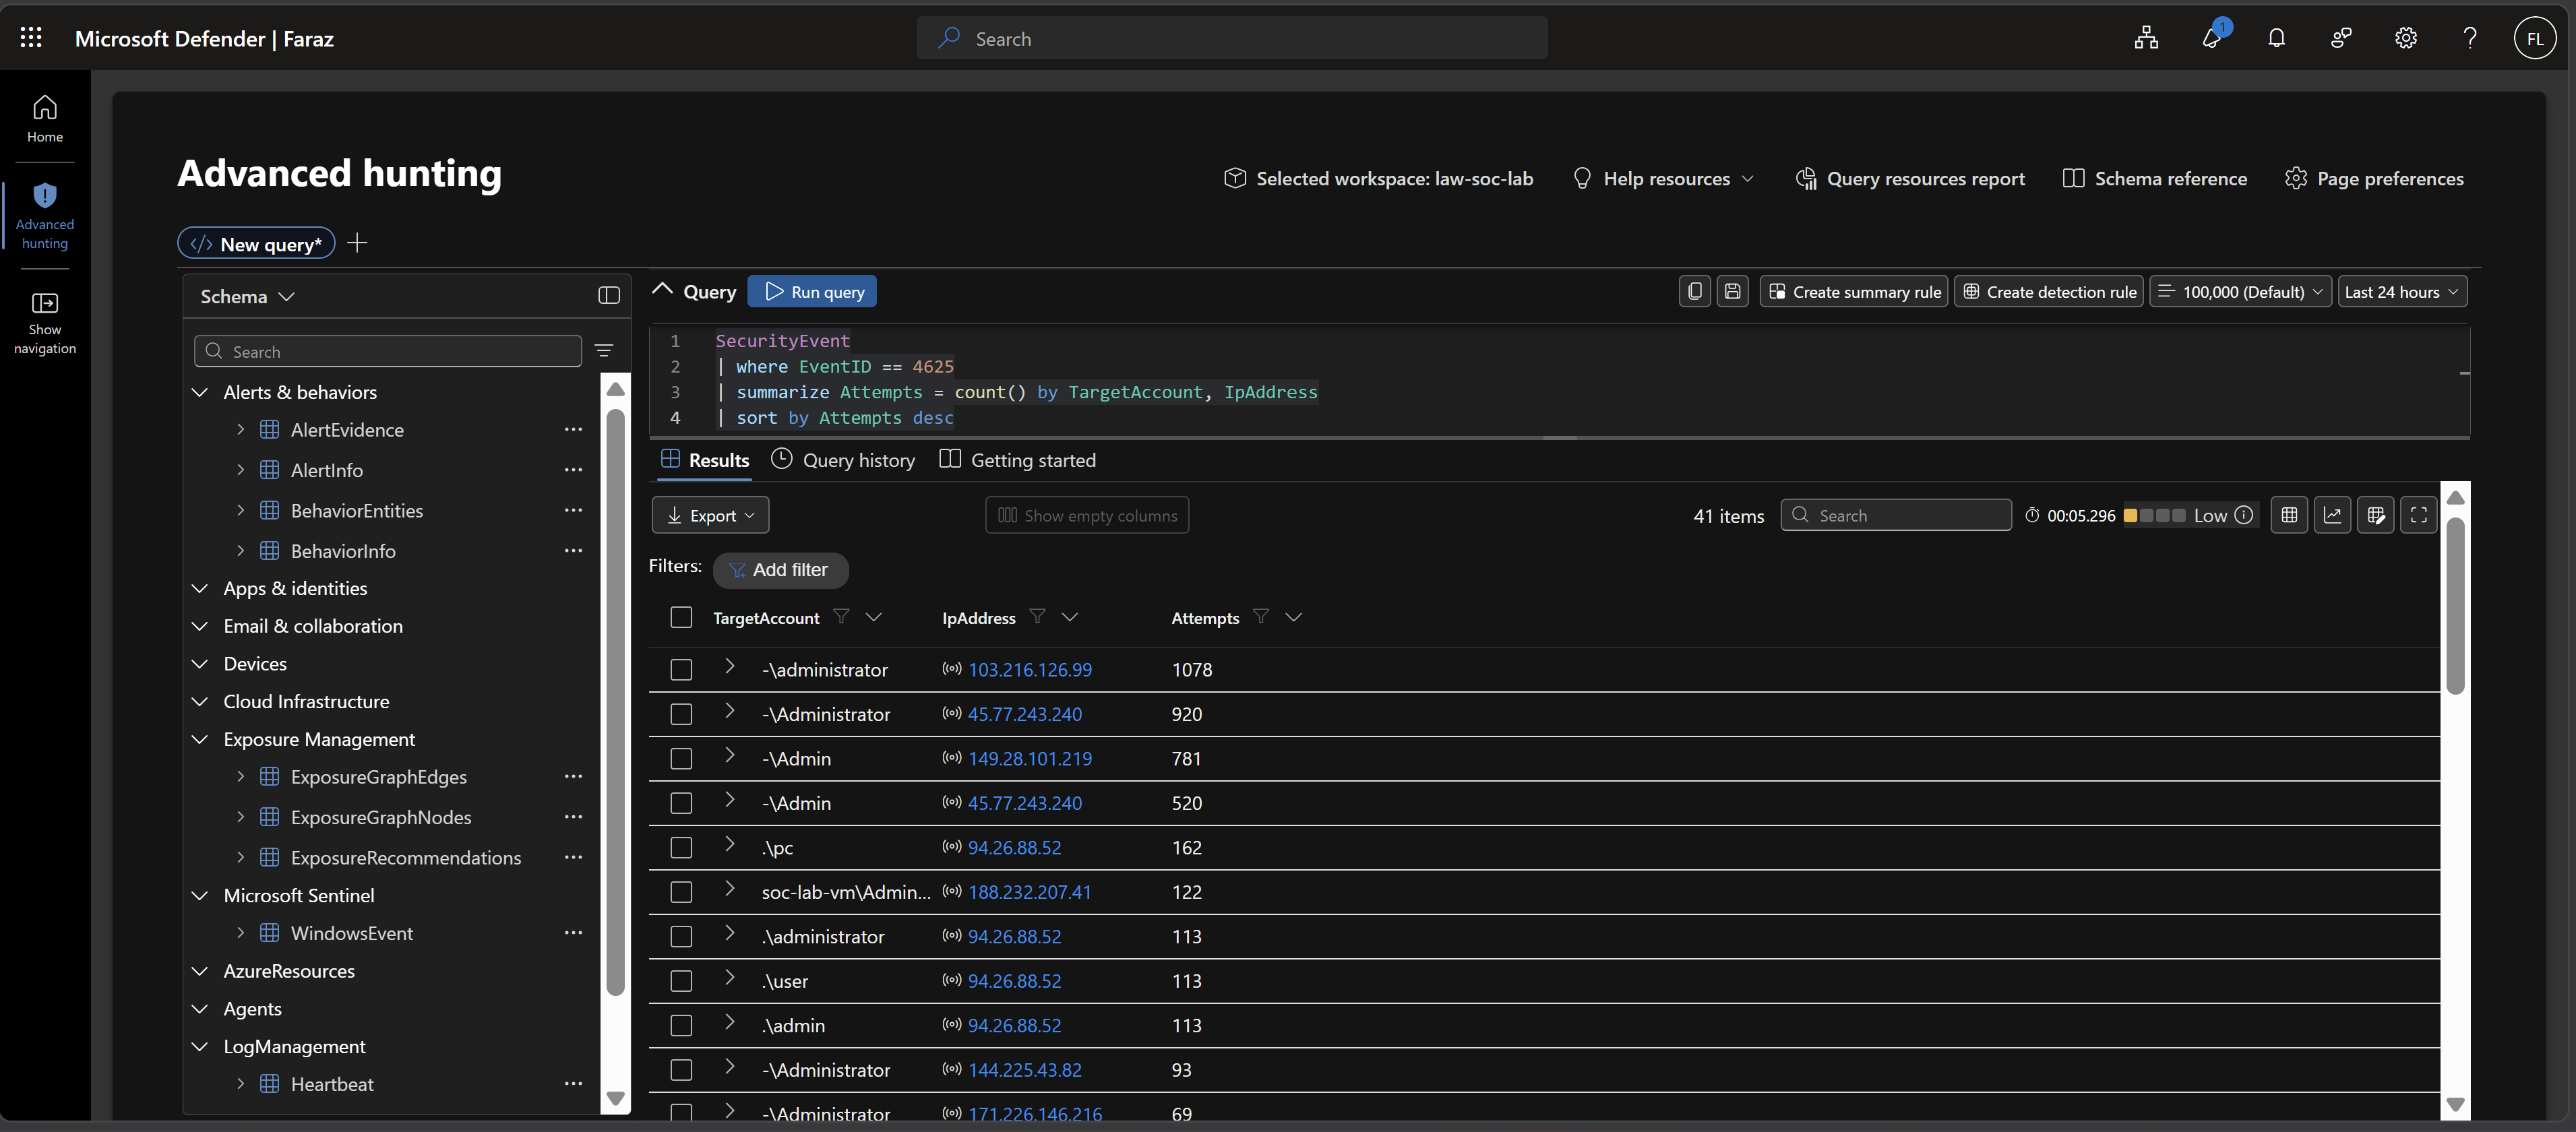 Microsoft Defender | Faraz
Search
1
FL
Home
Advanced hunting
Show navigation
Advanced hunting
Selected workspace: law-soc-lab
Help resources
Query resources report
Schema reference
Page preferences
</> New query*
Schema
Search
Alerts & behaviors
AlertEvidence
AlertInfo
BehaviorEntities
BehaviorInfo
Apps & identities
Email & collaboration
Devices
Cloud Infrastructure
Exposure Management
ExposureGraphEdges
ExposureGraphNodes
ExposureRecommendations
Microsoft Sentinel
WindowsEvent
AzureResources
Agents
LogManagement
Heartbeat
Query
Run query
Create summary rule
Create detection rule
100,000 (Default)
Last 24 hours
1 SecurityEvent
2 | where EventID == 4625
3 | summarize Attempts = count() by TargetAccount, IpAddress
4 | sort by Attempts desc
Results
Query history
Getting started
Export
Show empty columns
41 items
Search
00:05.296
Low
Filters:
Add filter
TargetAccount IpAddress Attempts
-\administrator 103.216.126.99 1078
-\Administrator 45.77.243.240 920
-\Admin 149.28.101.219 781
-\Admin 45.77.243.240 520
.\pc 94.26.88.52 162
soc-lab-vm\Admin... 188.232.207.41 122
.\administrator 94.26.88.52 113
.\user 94.26.88.52 113
.\admin 94.26.88.52 113
-\Administrator 144.225.43.82 93
-\Administrator 171.226.146.216 69